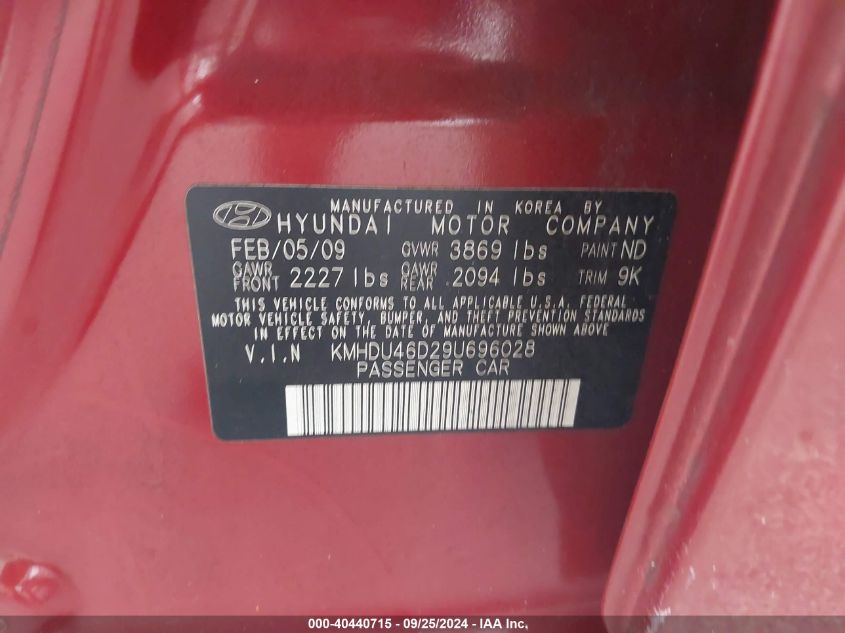 MANUFACTURED IN KOREA BY
HYUNDAI MOTOR COMPANY
FEB/05/09 GVWR 3869 lbs PAINT ND
GAWR FRONT 2227 lbs GAWR REAR 2094 lbs TRIM 9K
THIS VEHICLE CONFORMS TO ALL APPLICABLE U.S.A. FEDERAL
MOTOR VEHICLE SAFETY, BUMPER, AND THEFT PREVENTION STANDARDS
IN EFFECT ON THE DATE OF MANUFACTURE SHOWN ABOVE
V.I.N KMHDU46D29U696028
PASSENGER CAR
000-40440715 - 09/25/2024 - IAA Inc.